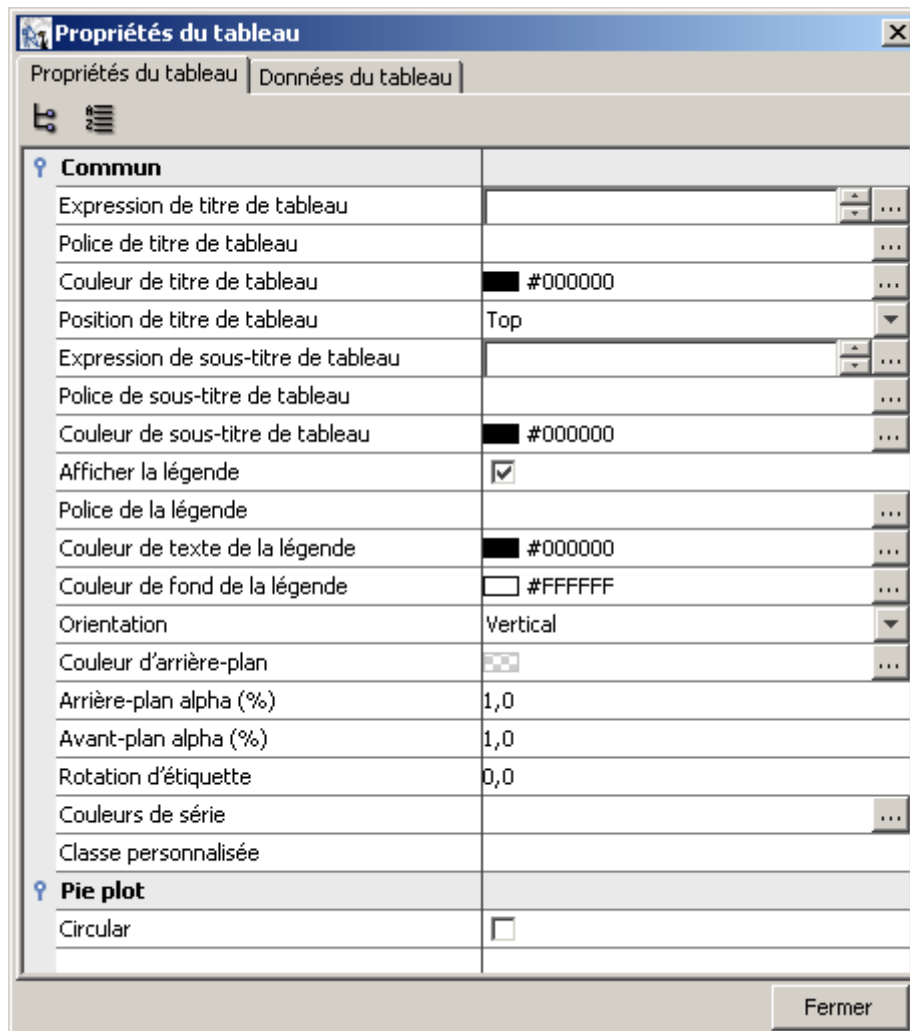 Propriétés du tableau
Propriétés du tableau Données du tableau
Commun
Expression de titre de tableau ...
Police de titre de tableau ...
Couleur de titre de tableau #000000 ...
Position de titre de tableau Top
Expression de sous-titre de tableau ...
Police de sous-titre de tableau ...
Couleur de sous-titre de tableau #000000 ...
Afficher la légende
Police de la légende ...
Couleur de texte de la légende #000000 ...
Couleur de fond de la légende #FFFFFF ...
Orientation Vertical
Couleur d'arrière-plan ...
Arrière-plan alpha (%) 1,0
Avant-plan alpha (%) 1,0
Rotation d'étiquette 0,0
Couleurs de série ...
Classe personnalisée
Pie plot
Circular
Fermer